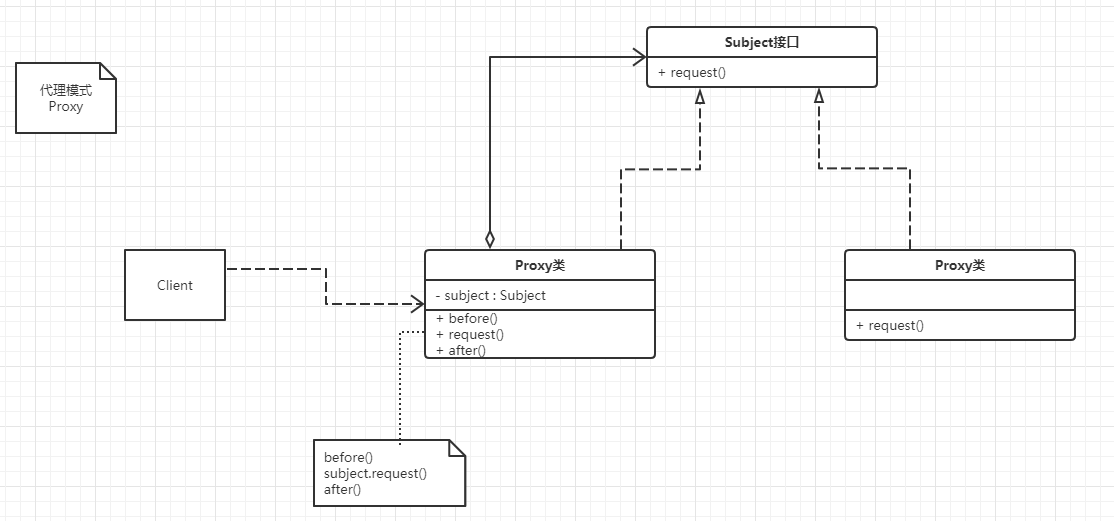 Subject接口
+ request()
代理模式
Proxy
Client
Proxy类
- subject : Subject
+ before()
+ request()
+ after()
Proxy类
+ request()
before()
subject.request()
after()